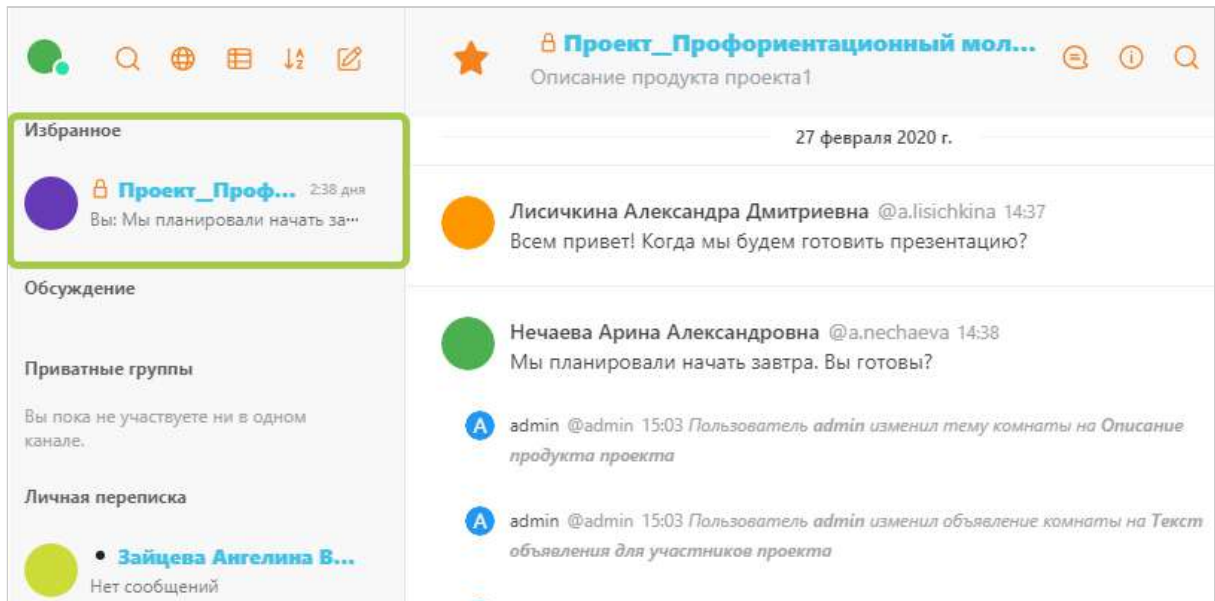 Избранное
Проект_Проф... 2:38 дня
Вы: Мы планировали начать за...
Обсуждение
Приватные группы
Вы пока не участвуете ни в одном
канале.
Личная переписка
Зайцева Ангелина В...
Нет сообщений
Проект_Профориентационный мол...
Описание продукта проекта1
27 февраля 2020 г.
Лисичкина Александра Дмитриевна @a.lisichkina 14:37
Всем привет! Когда мы будем готовить презентацию?
Нечаева Арина Александровна @a.nechaeva 14:38
Мы планировали начать завтра. Вы готовы?
A admin @admin 15:03 Пользователь admin изменил тему комнаты на Описание
продукта проекта
A admin @admin 15:03 Пользователь admin изменил объявление комнаты на Текст
объявления для участников проекта